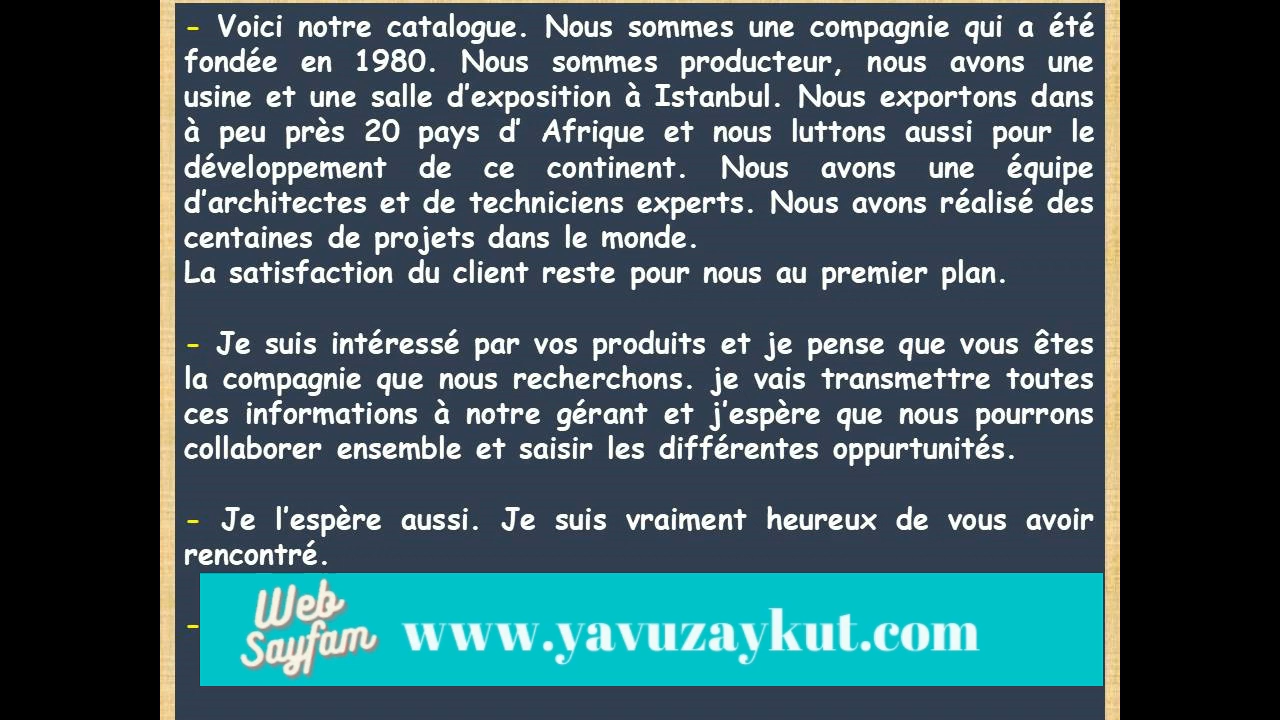 - Voici notre catalogue. Nous sommes une compagnie qui a été
fondée en 1980. Nous sommes producteur, nous avons une
usine et une salle d'exposition à Istanbul. Nous exportons dans
à peu près 20 pays d' Afrique et nous luttons aussi pour le
développement de ce continent. Nous avons une équipe
d'architectes et de techniciens experts. Nous avons réalisé des
centaines de projets dans le monde.
La satisfaction du client reste pour nous au premier plan.
- Je suis intéressé par vos produits et je pense que vous êtes
la compagnie que nous recherchons. je vais transmettre toutes
ces informations à notre gérant et j'espère que nous pourrons
collaborer ensemble et saisir les différentes oppurtunités.
- Je l'espère aussi. Je suis vraiment heureux de vous avoir
rencontré.
-
Web
Sayfam
www.yavuzaykut.com